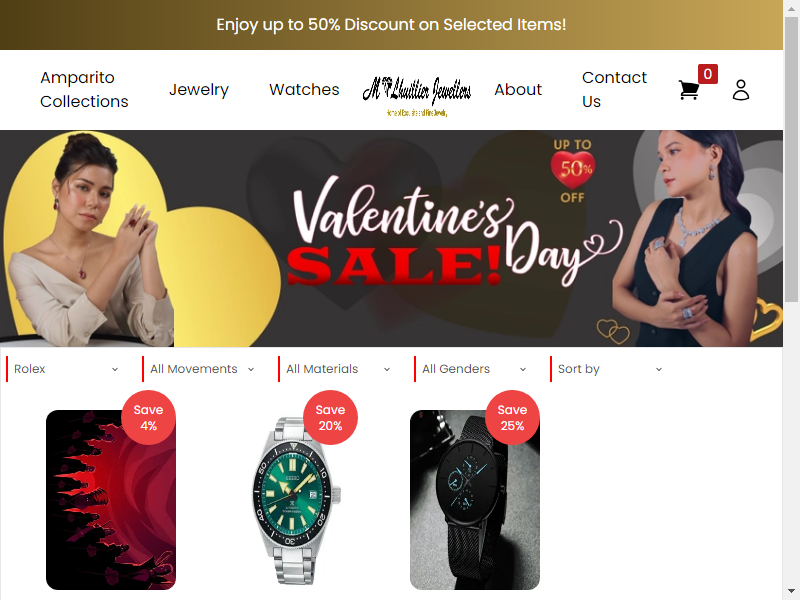 Enjoy up to 50% Discount on Selected Items!
Amparito
Collections
Jewelry
Watches
M Lhuillier Jewellers
About
Contact
Us
0
UP TO
50%
OFF
Valentine's
Day
SALE!
Rolex
All Movements
All Materials
All Genders
Sort by
Save
4%
Save
20%
Save
25%
SEIKO